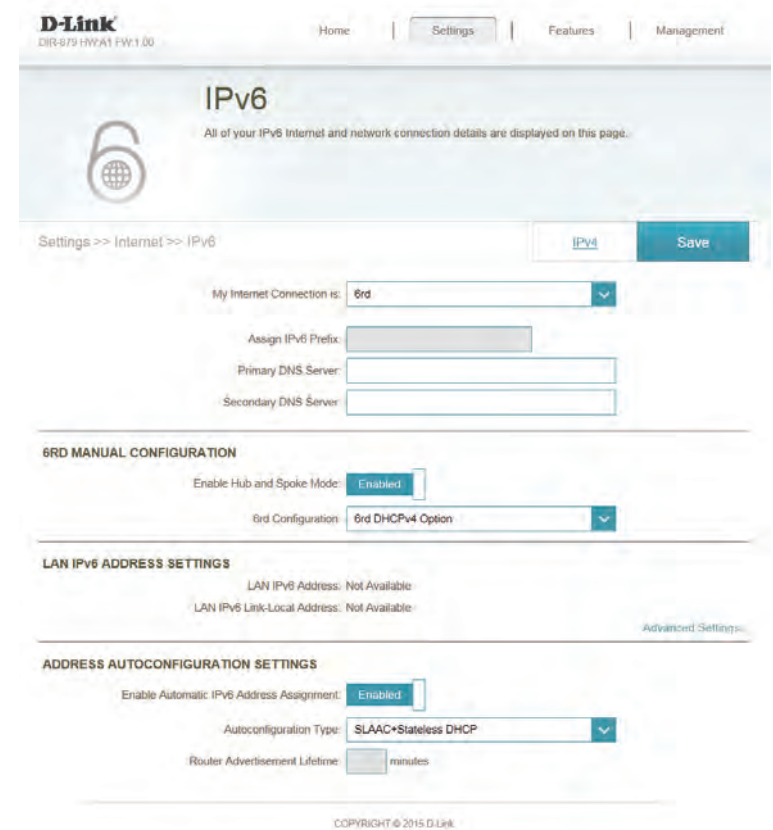 D-Link
DIR-879 HW:A1 FW:1.00
Home | Settings | Features | Management
IPv6
All of your IPv6 Internet and network connection details are displayed on this page.
Settings >> Internet >> IPv6
IPv4
Save
My Internet Connection is: 6rd
Assign IPv6 Prefix:
Primary DNS Server:
Secondary DNS Server:
6RD MANUAL CONFIGURATION
Enable Hub and Spoke Mode: Enabled
6rd Configuration: 6rd DHCPv4 Option
LAN IPv6 ADDRESS SETTINGS
LAN IPv6 Address: Not Available
LAN IPv6 Link-Local Address: Not Available
Advanced Settings...
ADDRESS AUTOCONFIGURATION SETTINGS
Enable Automatic IPv6 Address Assignment: Enabled
Autoconfiguration Type: SLAAC+Stateless DHCP
Router Advertisement Lifetime: minutes
COPYRIGHT © 2015 D-Link